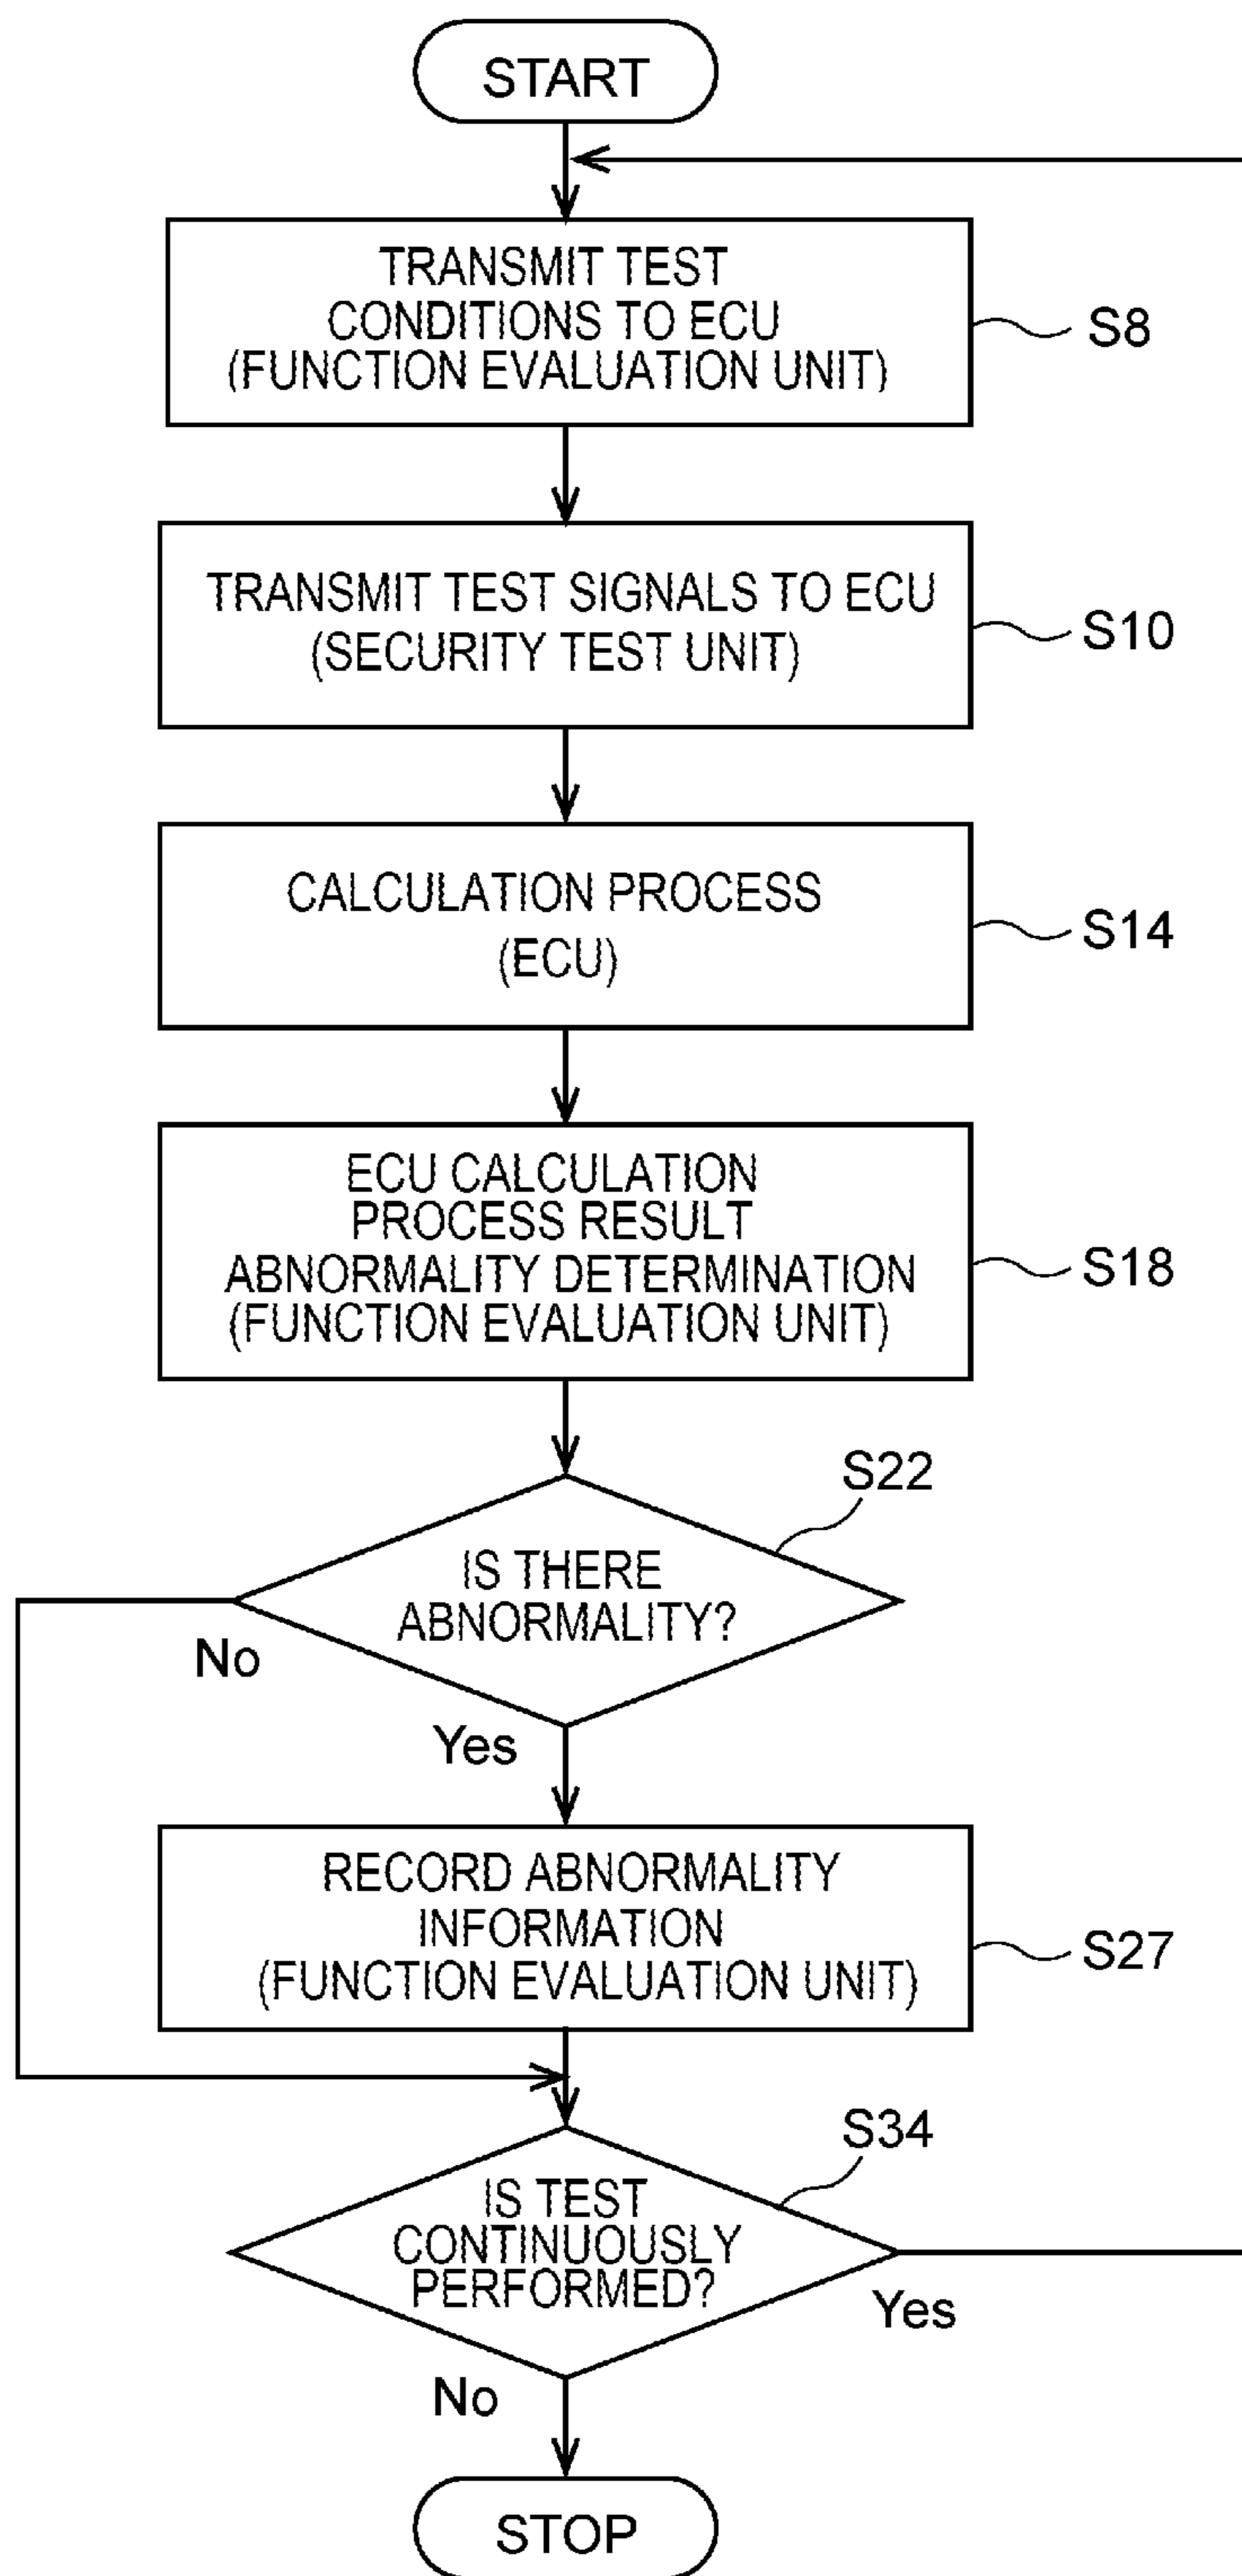 START
TRANSMIT TEST
CONDITIONS TO ECU
(FUNCTION EVALUATION UNIT)
S8
TRANSMIT TEST SIGNALS TO ECU
(SECURITY TEST UNIT)
S10
CALCULATION PROCESS
(ECU)
S14
ECU CALCULATION
PROCESS RESULT
ABNORMALITY DETERMINATION
(FUNCTION EVALUATION UNIT)
S18
S22
IS THERE
ABNORMALITY?
No
Yes
RECORD ABNORMALITY
INFORMATION
(FUNCTION EVALUATION UNIT)
S27
S34
IS TEST
CONTINUOUSLY
PERFORMED?
Yes
No
STOP